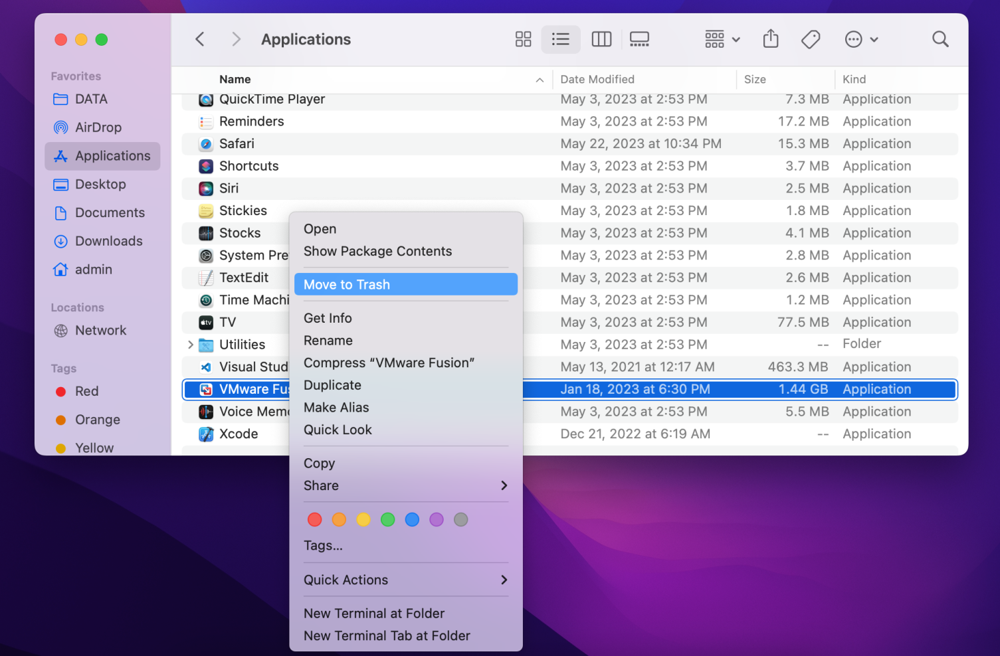 Applications
Favorites
DATA
AirDrop
Applications
Desktop
Documents
Downloads
admin
Locations
Network
Tags
Red
Orange
Yellow
Name Date Modified Size Kind
QuickTime Player May 3, 2023 at 2:53 PM 7.3 MB Application
Reminders May 3, 2023 at 2:53 PM 17.2 MB Application
Safari May 22, 2023 at 10:34 PM 15.3 MB Application
Shortcuts May 3, 2023 at 2:53 PM 3.7 MB Application
Siri May 3, 2023 at 2:53 PM 2.5 MB Application
Stickies May 3, 2023 at 2:53 PM 1.8 MB Application
Stocks May 3, 2023 at 2:53 PM 4.1 MB Application
System Pre May 3, 2023 at 2:53 PM 2.8 MB Application
TextEdit May 3, 2023 at 2:53 PM 2.6 MB Application
Time Machi May 3, 2023 at 2:53 PM 1.2 MB Application
tv TV May 3, 2023 at 2:53 PM 77.5 MB Application
Utilities May 3, 2023 at 2:53 PM -- Folder
Visual Stud May 13, 2021 at 12:17 AM 463.3 MB Application
VMware Fus Jan 18, 2023 at 6:30 PM 1.44 GB Application
Voice Memo May 3, 2023 at 2:53 PM 5.5 MB Application
Xcode Dec 21, 2022 at 6:19 AM -- Application
Open
Show Package Contents
Move to Trash
Get Info
Rename
Compress “VMware Fusion”
Duplicate
Make Alias
Quick Look
Copy
Share
Tags...
Quick Actions
New Terminal at Folder
New Terminal Tab at Folder